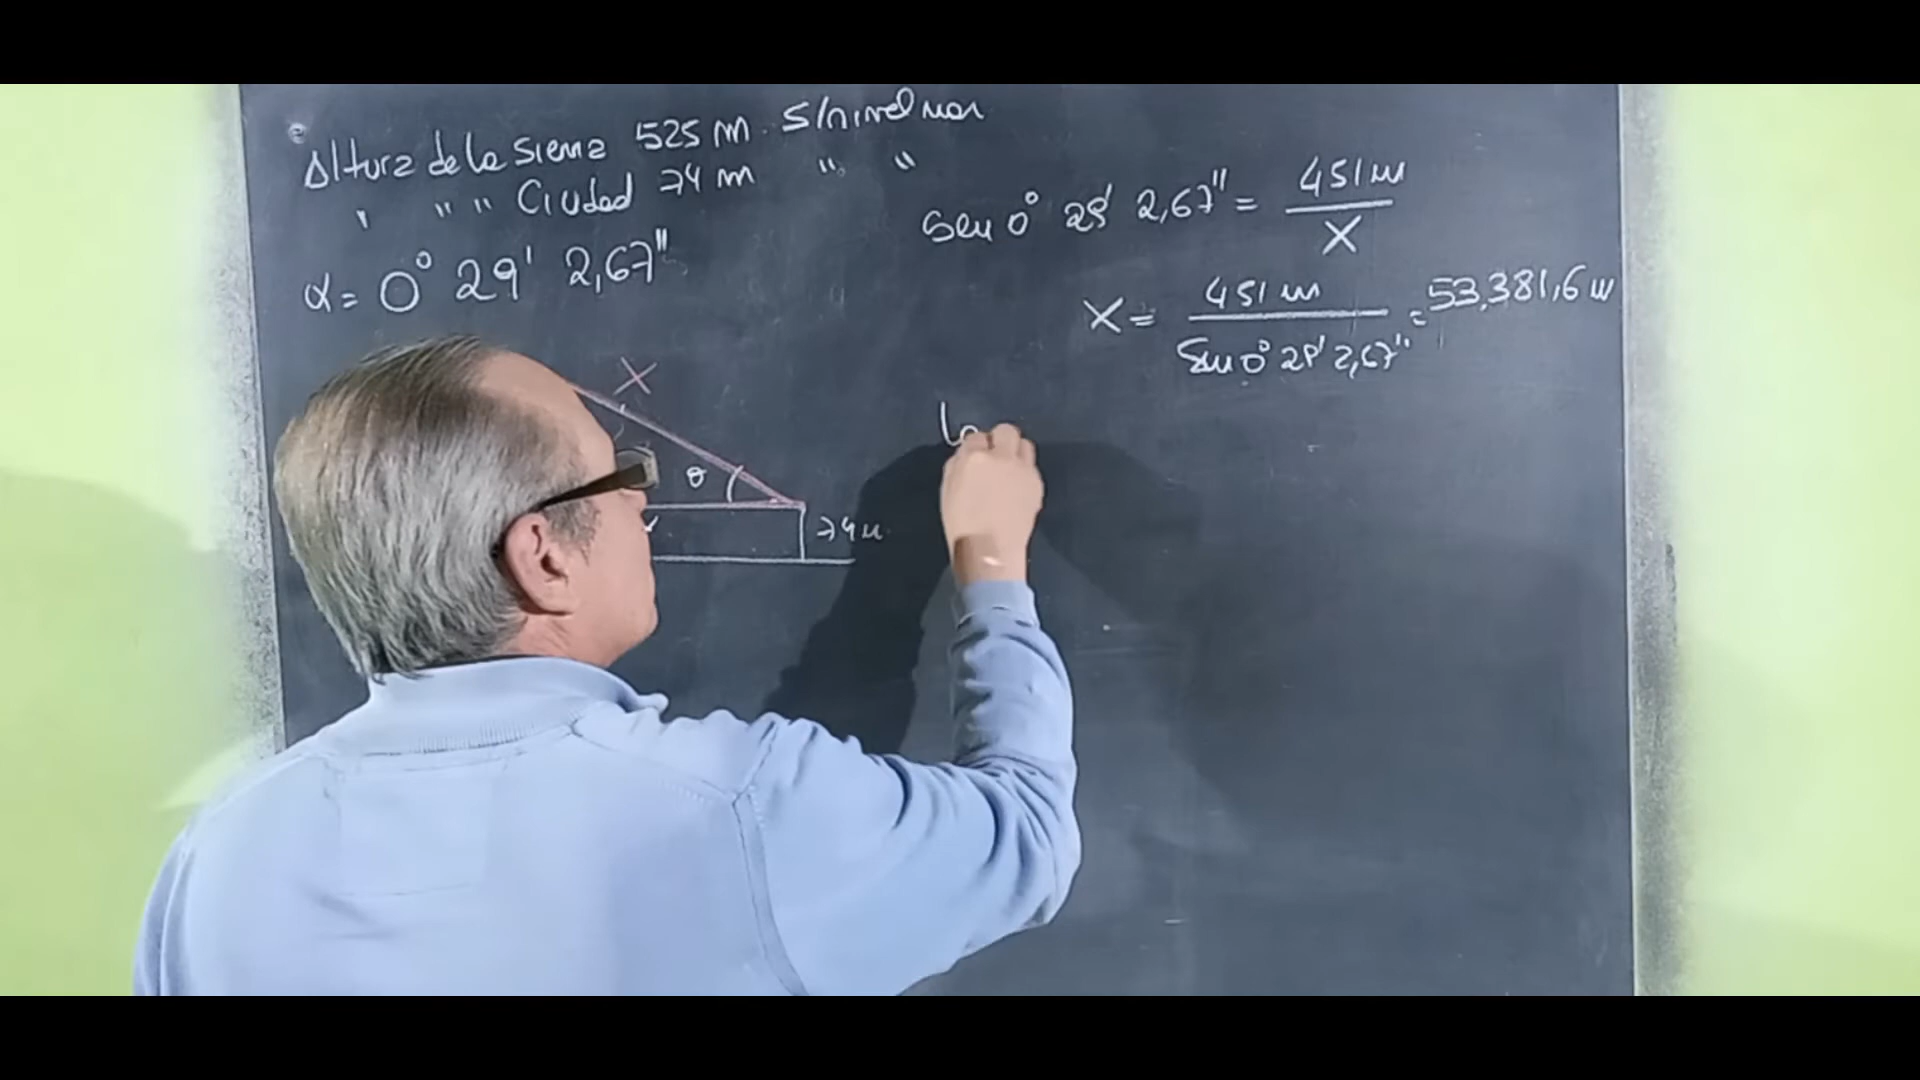 Altura de la Sierra 525 m. S/nivel mar
" " " Ciudad 74 m " "
α = 0° 29' 2,67"
Sen 0° 29' 2,67" = 451 m / X
X = 451 m / Sen 0° 29' 2,67" = 53.381,6 m
X
θ
74 m